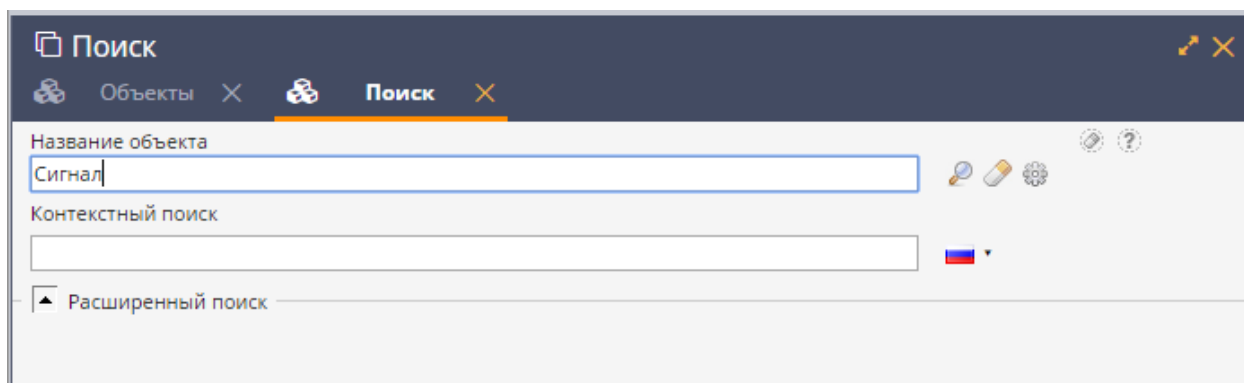 Поиск
Объекты Поиск
Название объекта
Сигнал
Контекстный поиск
Расширенный поиск